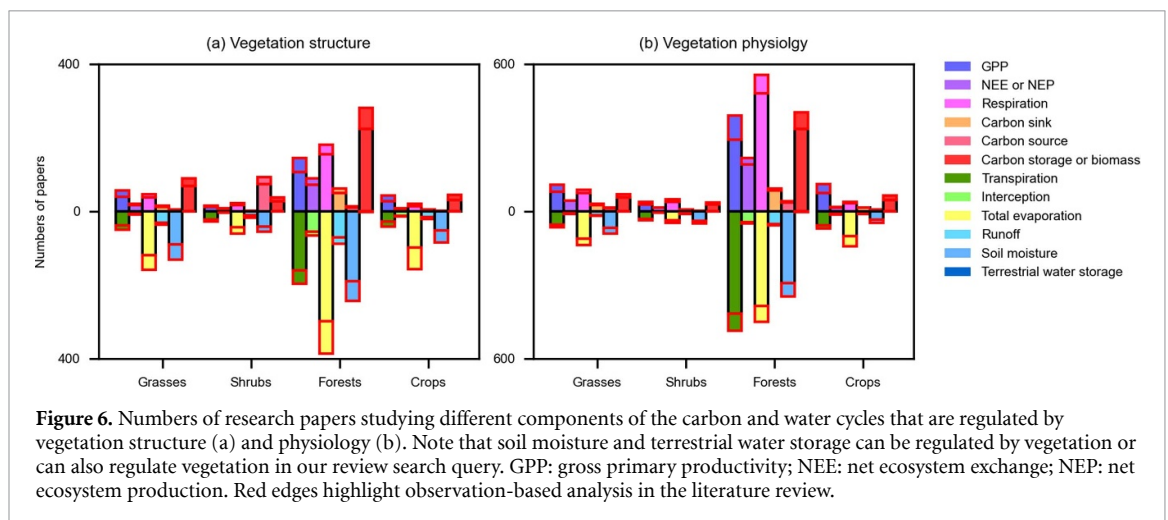 (a) Vegetation structure
(b) Vegetation physiolgy
400
0
400
Numbers of papers
Grasses
Shrubs
Forests
Crops
600
0
600
Grasses
Shrubs
Forests
Crops
GPP
NEE or NEP
Respiration
Carbon sink
Carbon source
Carbon storage or biomass
Transpiration
Interception
Total evaporation
Runoff
Soil moisture
Terrestrial water storage
Figure 6. Numbers of research papers studying different components of the carbon and water cycles that are regulated by
vegetation structure (a) and physiology (b). Note that soil moisture and terrestrial water storage can be regulated by vegetation or
can also regulate vegetation in our review search query. GPP: gross primary productivity; NEE: net ecosystem exchange; NEP: net
ecosystem production. Red edges highlight observation-based analysis in the literature review.